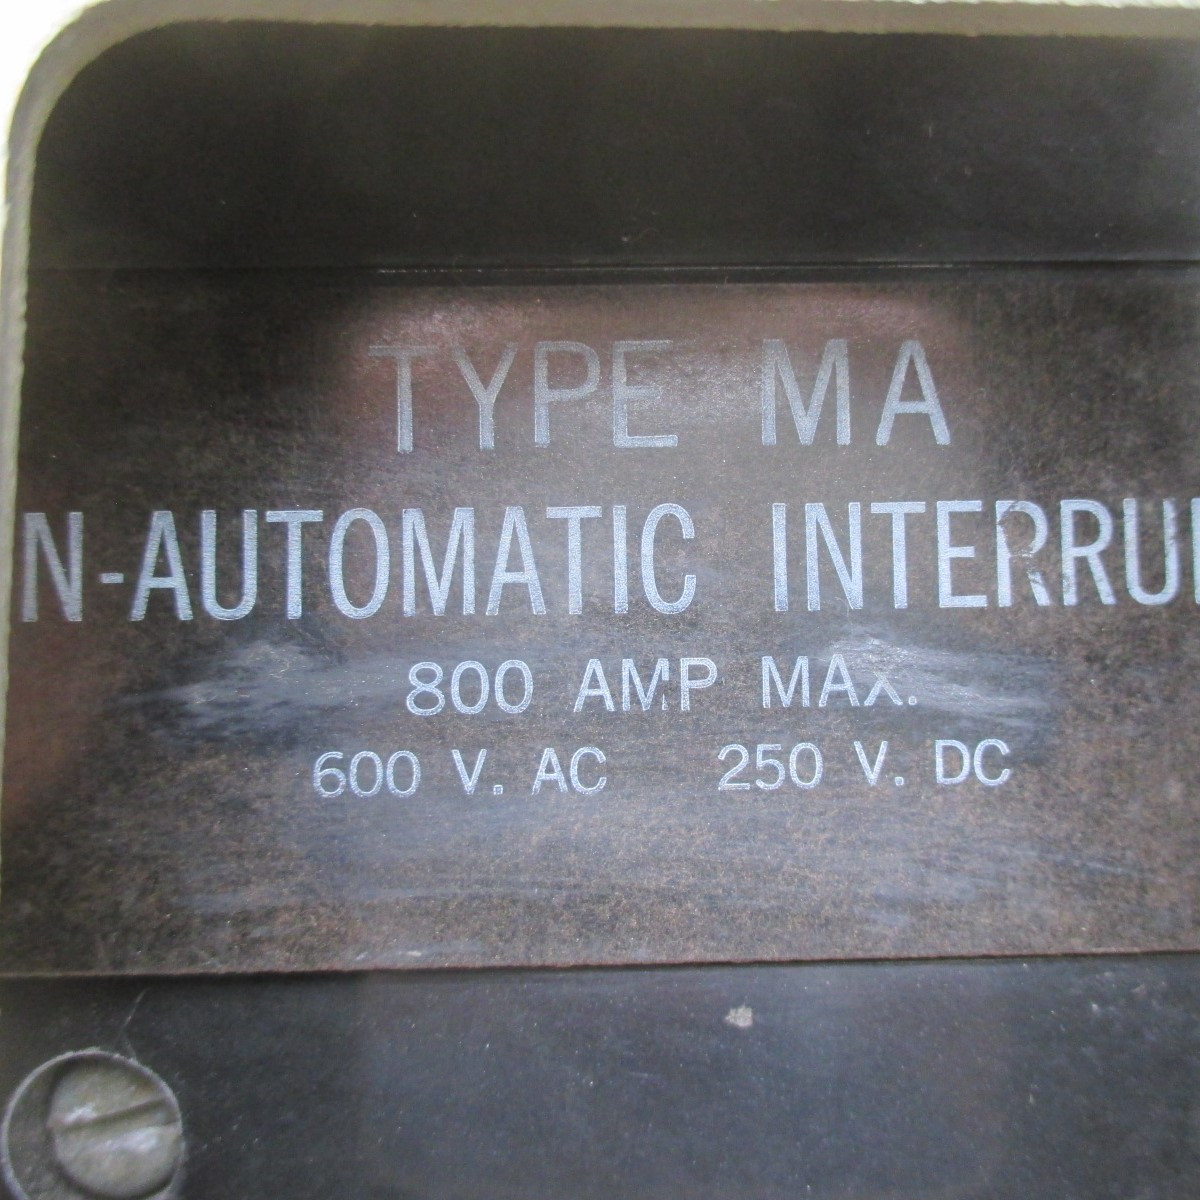 TYPE MA
N-AUTOMATIC INTERRU
800 AMP MAX.
600 V. AC 250 V. DC